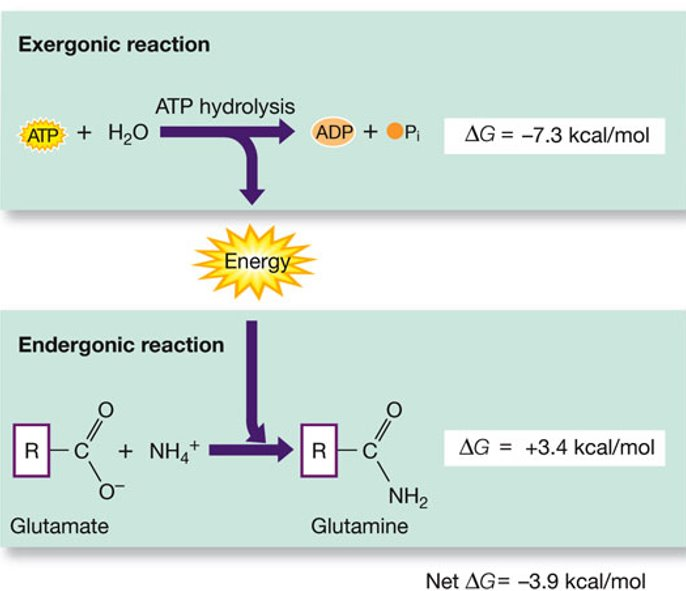 Exergonic reaction
ATP hydrolysis
ATP + H₂O ADP + Pᵢ ΔG = −7.3 kcal/mol
Energy
Endergonic reaction
O O
R C + NH₄⁺ R C ΔG = +3.4 kcal/mol
O⁻ NH₂
Glutamate Glutamine
Net ΔG= −3.9 kcal/mol